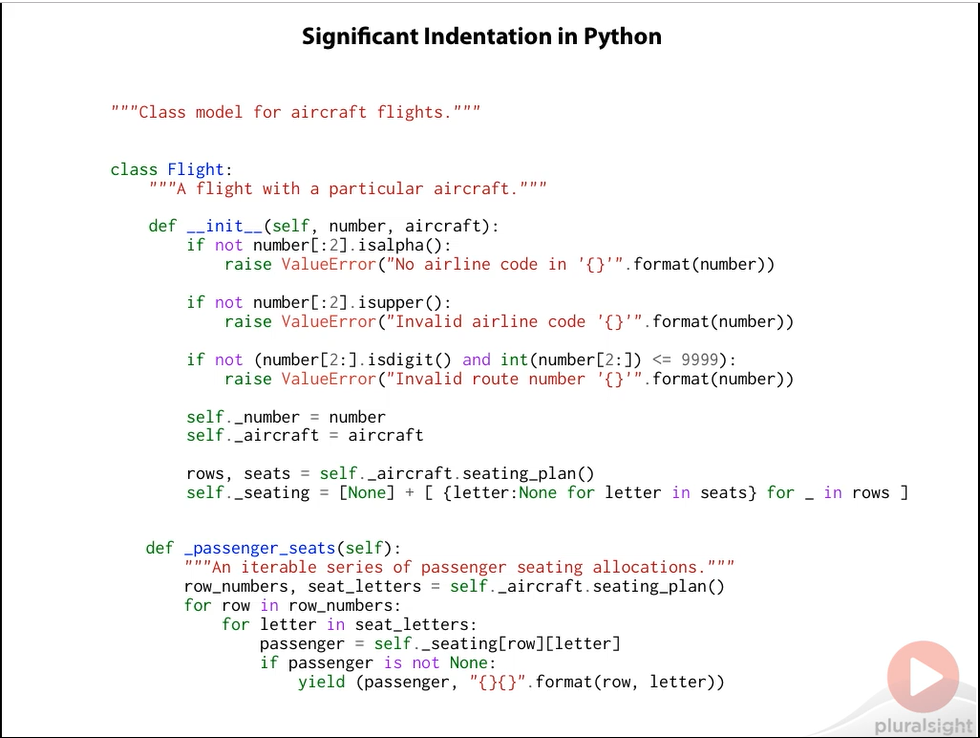 Significant Indentation in Python
"""Class model for aircraft flights."""
class Flight:
    """A flight with a particular aircraft."""
    def __init__(self, number, aircraft):
        if not number[:2].isalpha():
            raise ValueError("No airline code in '{}'".format(number))
        if not number[:2].isupper():
            raise ValueError("Invalid airline code '{}'".format(number))
        if not (number[2:].isdigit() and int(number[2:]) <= 9999):
            raise ValueError("Invalid route number '{}'".format(number))
        self._number = number
        self._aircraft = aircraft
        rows, seats = self._aircraft.seating_plan()
        self._seating = [None] + [ {letter:None for letter in seats} for _ in rows ]
    def _passenger_seats(self):
        """An iterable series of passenger seating allocations."""
        row_numbers, seat_letters = self._aircraft.seating_plan()
        for row in row_numbers:
            for letter in seat_letters:
                passenger = self._seating[row][letter]
                if passenger is not None:
                    yield (passenger, "{}{}".format(row, letter))
pluralsight